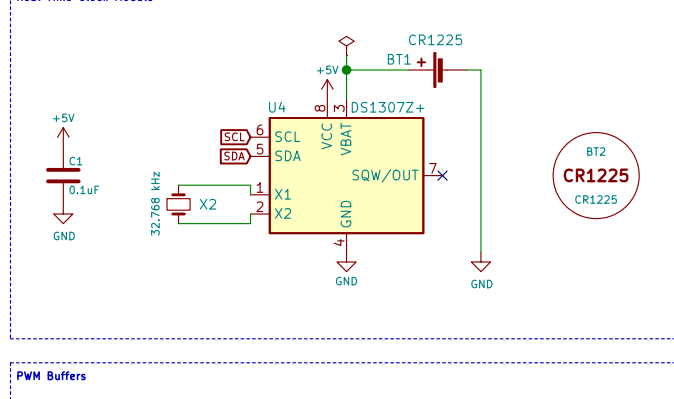 CR1225
BT1 +
+5V
U4
8
3
DS1307Z+
+5V
VCC
VBAT
SCL
6
SCL
SDA
5
SDA
C1
0.1uF
SQW/OUT
7
BT2
CR1225
CR1225
32.768 kHz
X2
1
X1
2
X2
GND
4
GND
GND
GND
PWM Buffers